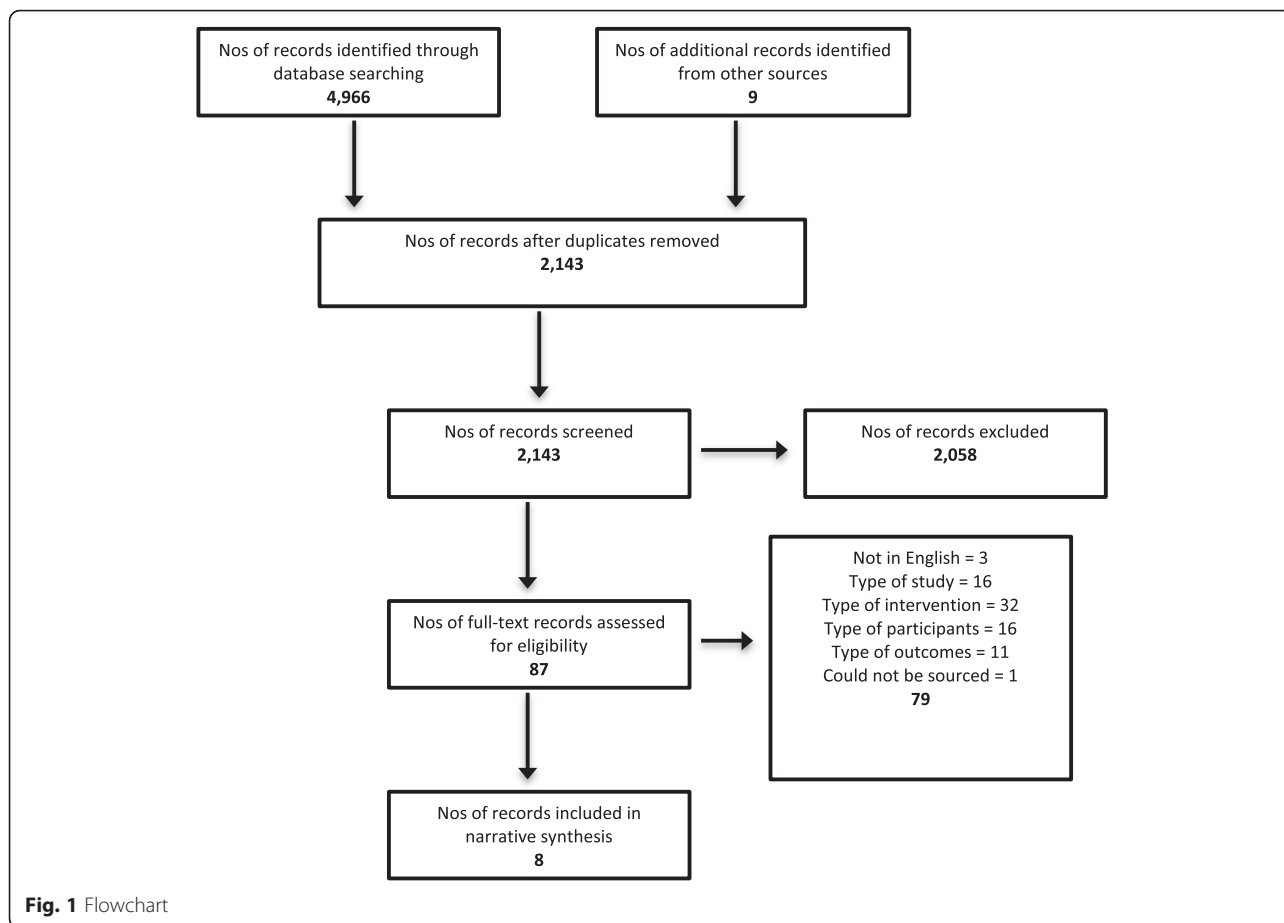 Nos of records identified through
database searching
4,966
Nos of additional records identified
from other sources
9
Nos of records after duplicates removed
2,143
Nos of records screened
2,143
Nos of records excluded
2,058
Nos of full-text records assessed
for eligibility
87
Not in English = 3
Type of study = 16
Type of intervention = 32
Type of participants = 16
Type of outcomes = 11
Could not be sourced = 1
79
Nos of records included in
narrative synthesis
8
Fig. 1 Flowchart